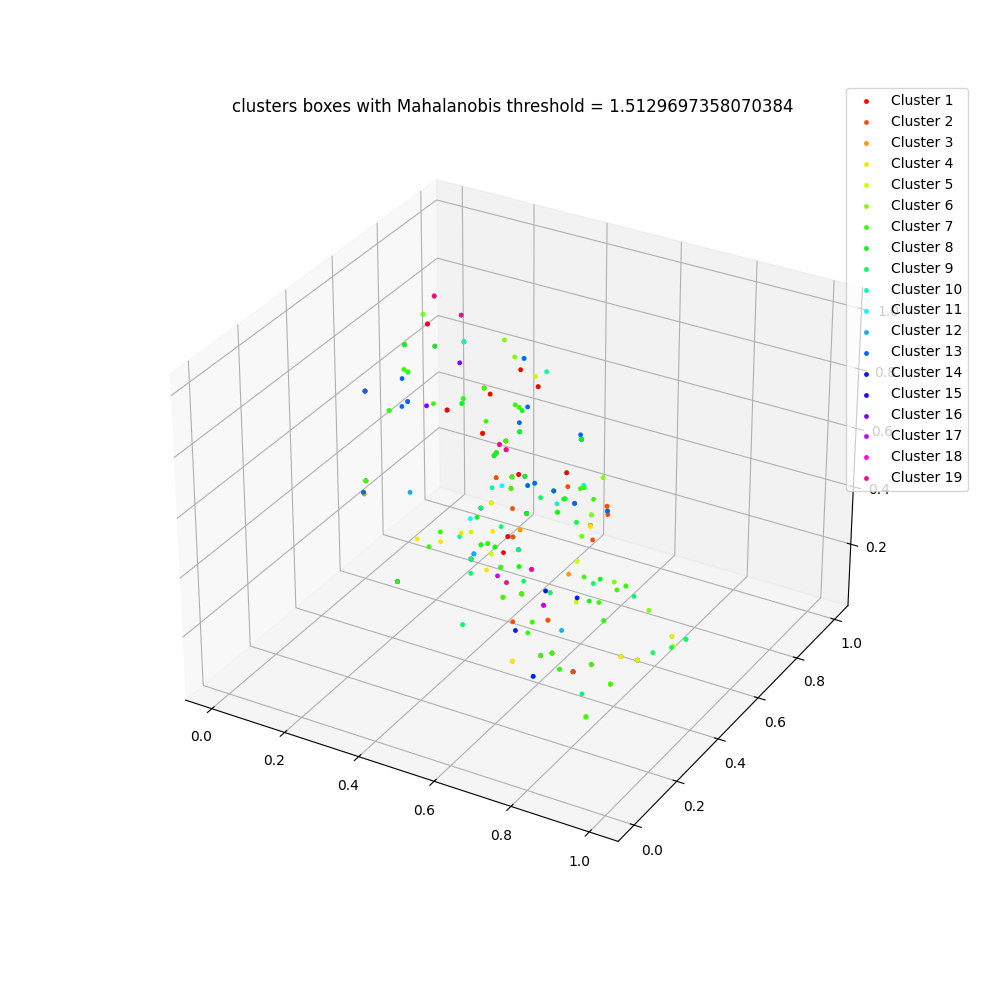 clusters boxes with Mahalanobis threshold = 1.5129697358070384
Cluster 1
Cluster 2
Cluster 3
Cluster 4
Cluster 5
Cluster 6
Cluster 7
Cluster 8
Cluster 9
Cluster 10
Cluster 11
Cluster 12
Cluster 13
Cluster 14
Cluster 15
Cluster 16
Cluster 17
Cluster 18
Cluster 19
0.8
0.6
0.4
0.2
0.0
0.2
0.4
0.6
0.8
1.0
0.0
0.2
0.4
0.6
0.8
1.0